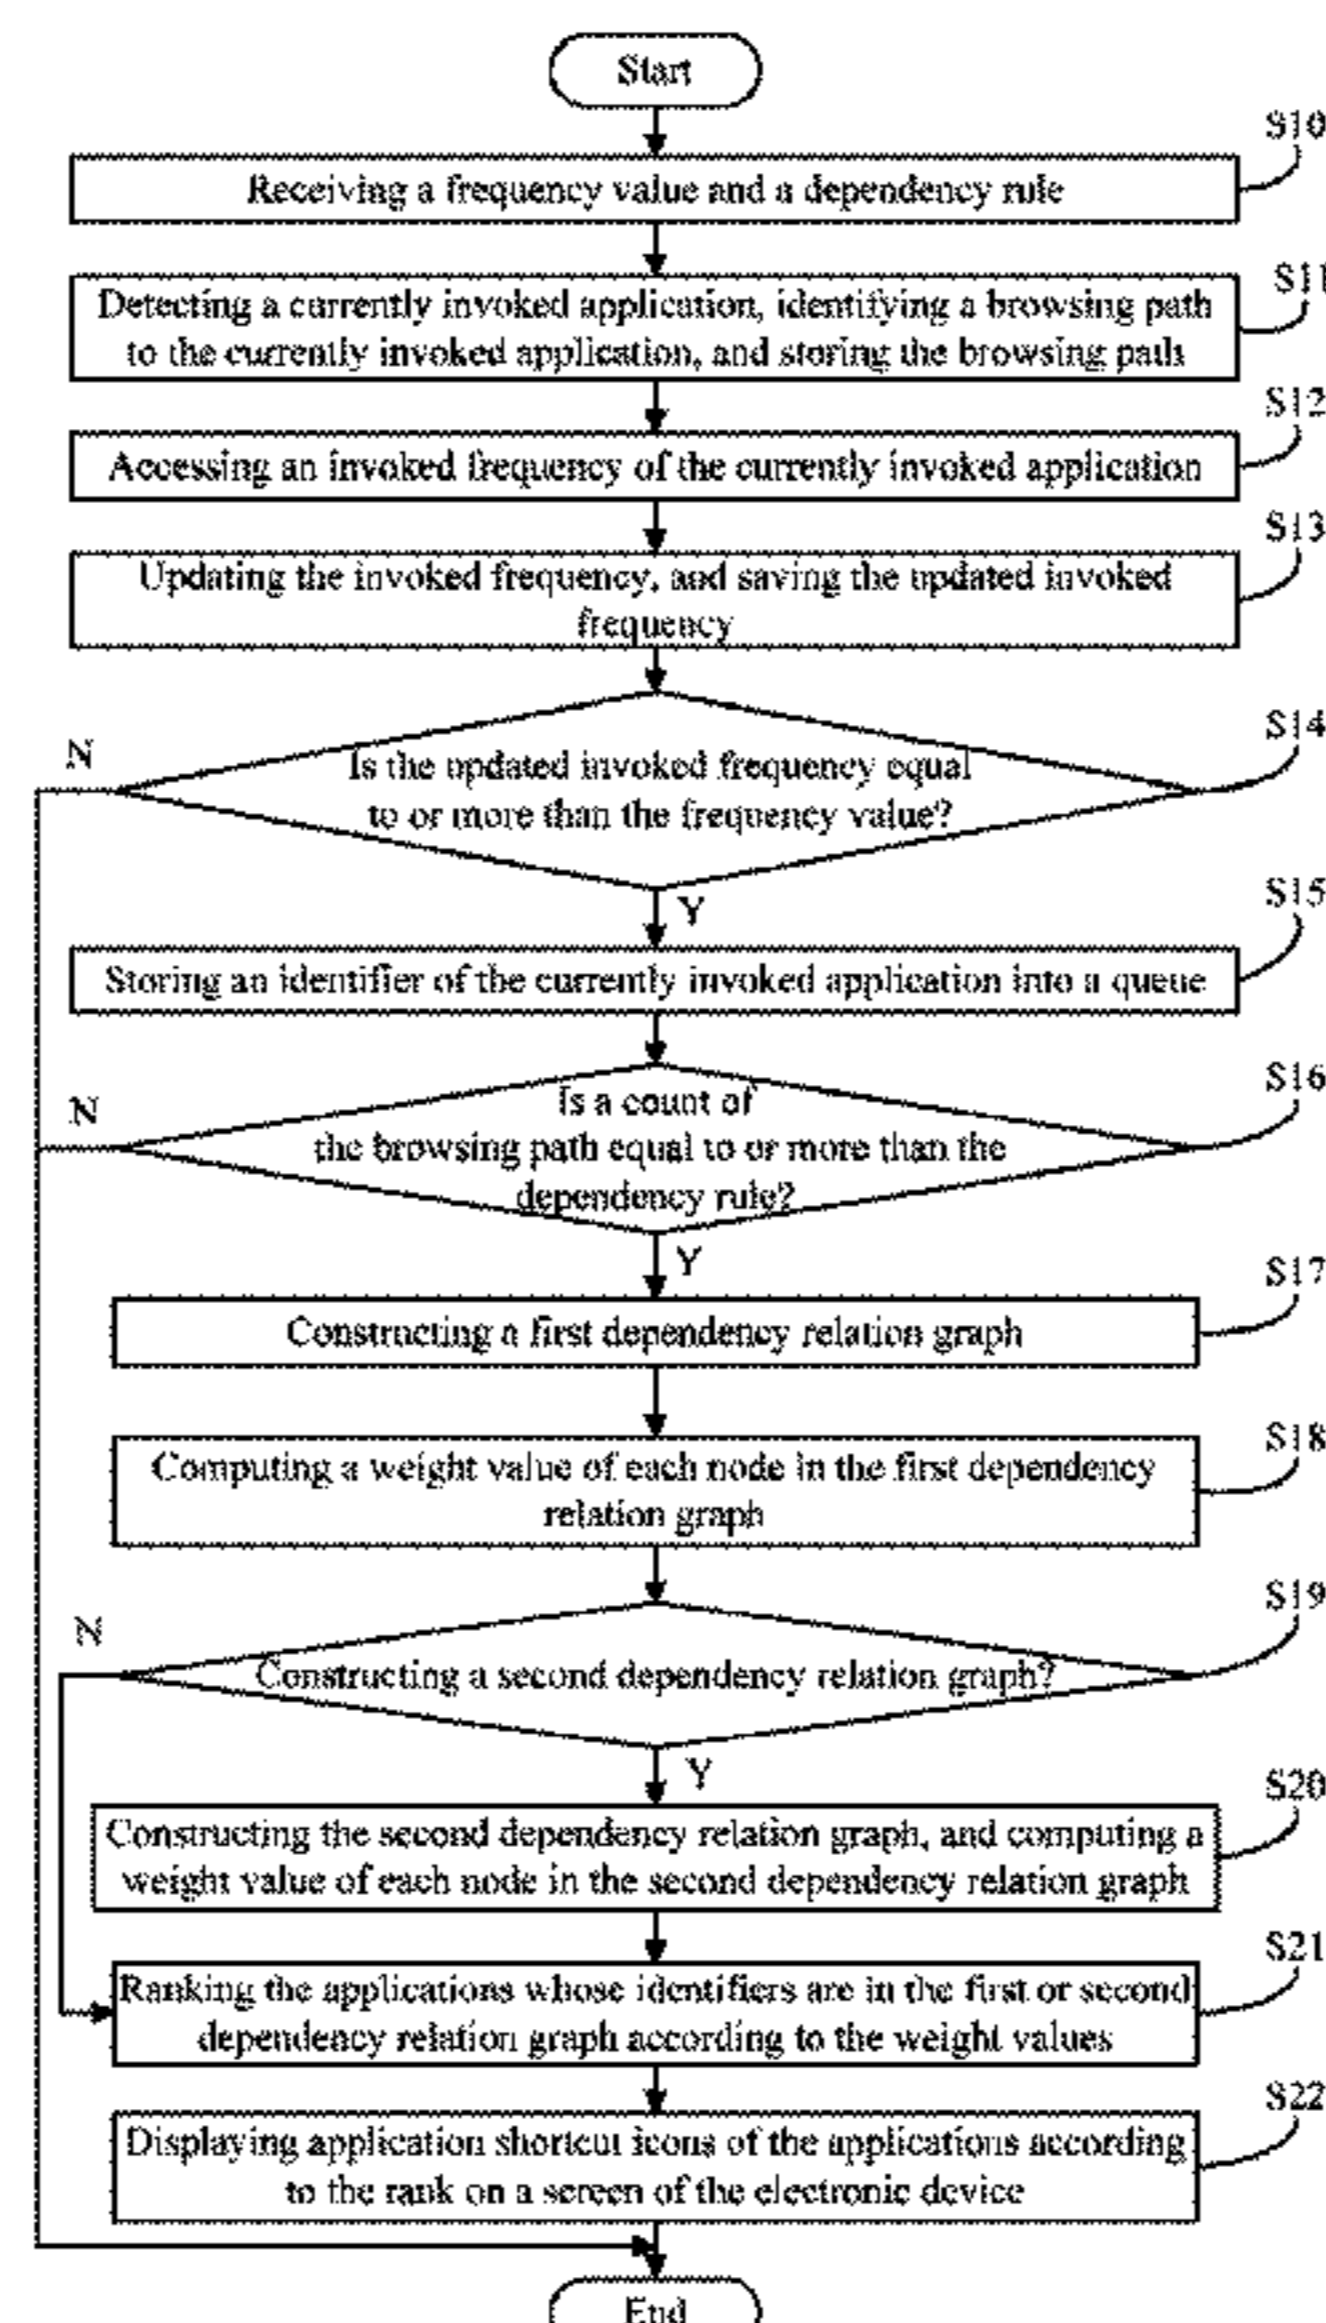 Start
S10
Receiving a frequency value and a dependency rule
S11
Detecting a currently invoked application, identifying a browsing path
to the currently invoked application, and storing the browsing path
S12
Accessing an invoked frequency of the currently invoked application
S13
Updating the invoked frequency, and saving the updated invoked
frequency
S14
N
Is the updated invoked frequency equal
to or more than the frequency value?
Y
S15
Storing an identifier of the currently invoked application into a queue
S16
N
Is a count of
the browsing path equal to or more than the
dependency rule?
Y
S17
Constructing a first dependency relation graph
S18
Computing a weight value of each node in the first dependency
relation graph
S19
N
Constructing a second dependency relation graph?
Y
S20
Constructing the second dependency relation graph, and computing a
weight value of each node in the second dependency relation graph
S21
Ranking the applications whose identifiers are in the first or second
dependency relation graph according to the weight values
S22
Displaying application shortcut icons of the applications according
to the rank on a screen of the electronic device
End